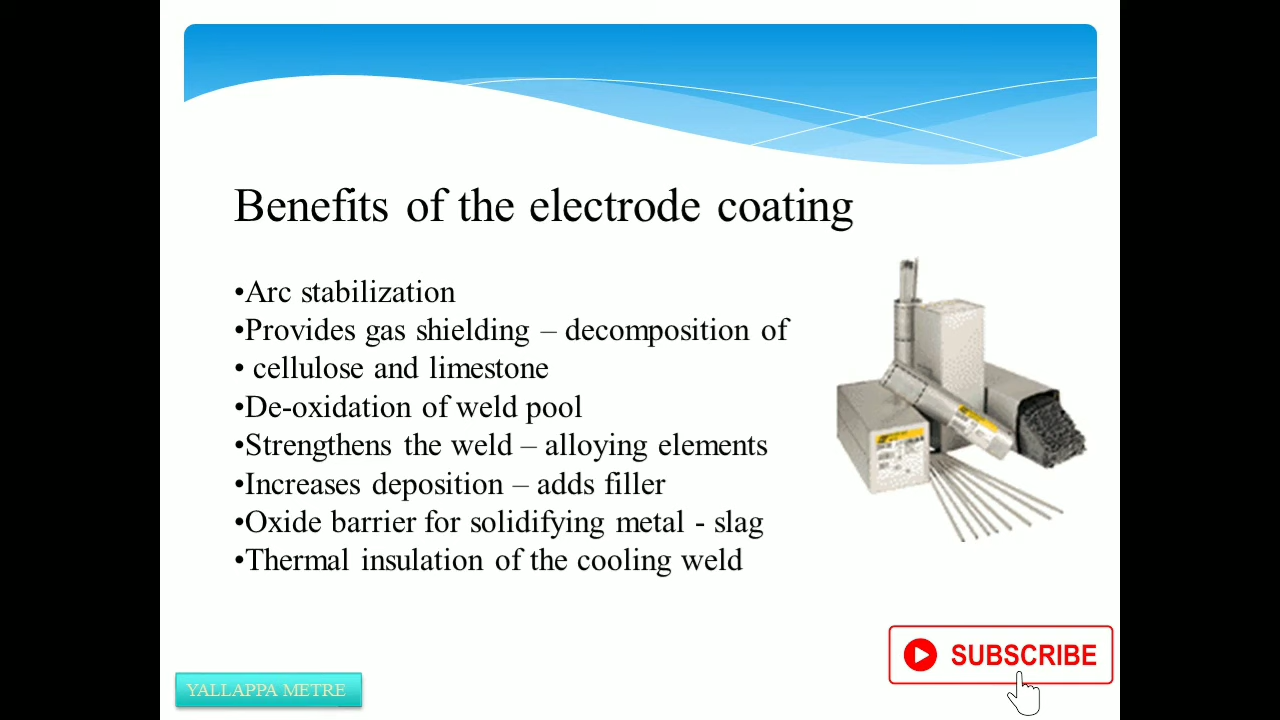 Benefits of the electrode coating
•Arc stabilization
•Provides gas shielding – decomposition of
• cellulose and limestone
•De-oxidation of weld pool
•Strengthens the weld – alloying elements
•Increases deposition – adds filler
•Oxide barrier for solidifying metal - slag
•Thermal insulation of the cooling weld
SUBSCRIBE
YALLAPPA METRE